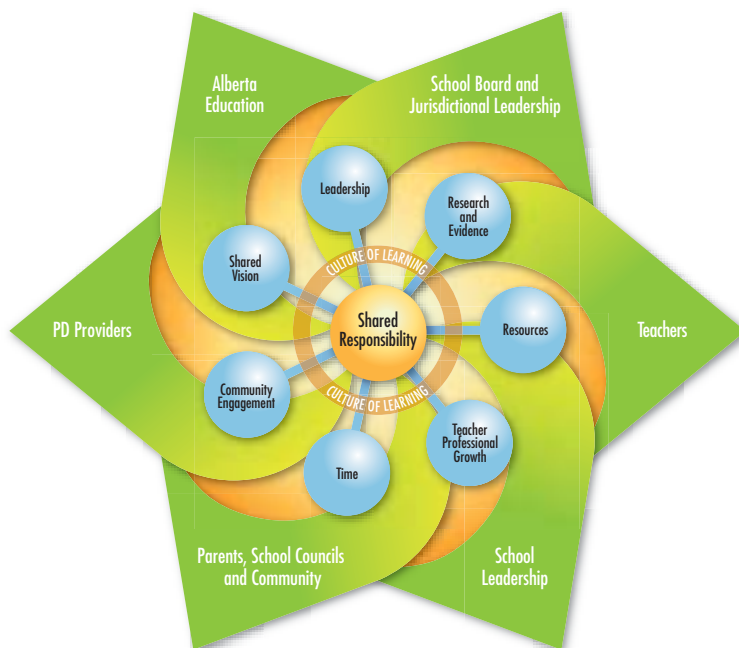 Alberta
Education
School Board and
Jurisdictional Leadership
Leadership
Research
and
Evidence
Shared
Vision
CULTURE OF LEARNING
PD Providers
Shared
Responsibility
Resources
Teachers
Community
Engagement
CULTURE OF LEARNING
Time
Teacher
Professional
Growth
Parents, School Councils
and Community
School
Leadership